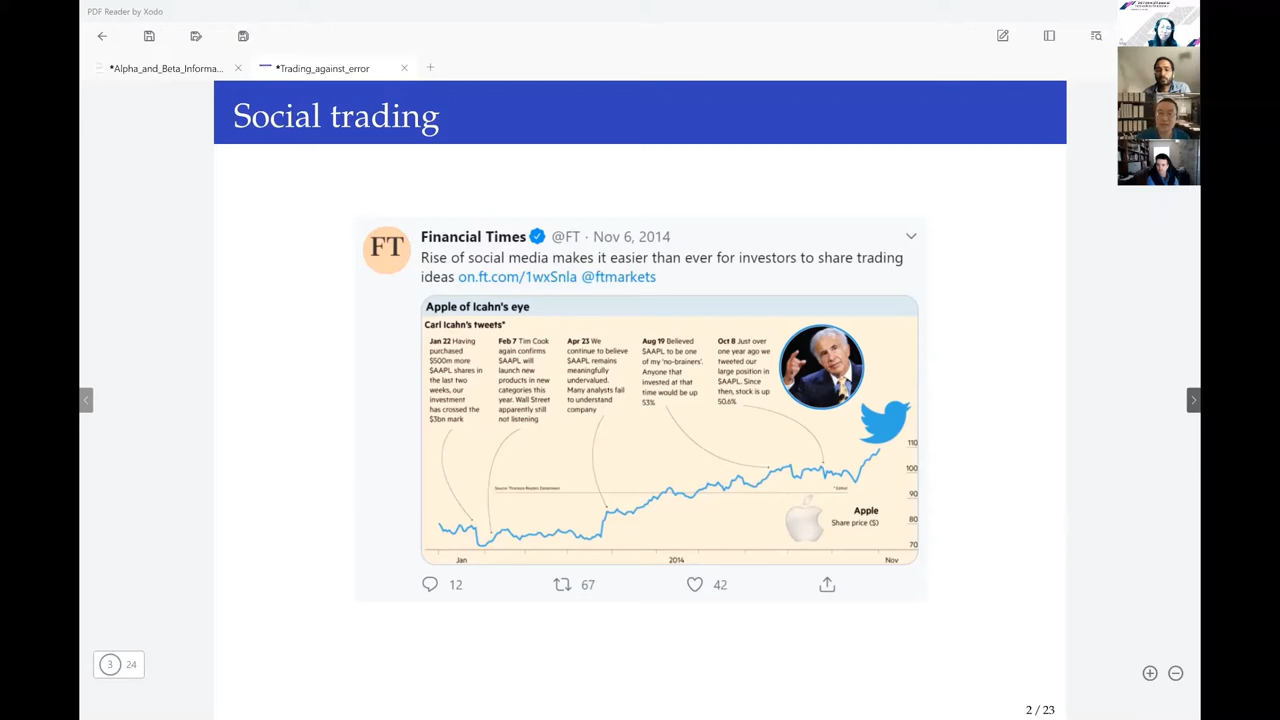 PDF Reader by Xodo
*Alpha_and_Beta_Informa...
*Trading_against_error
Social trading
FT
Financial Times @FT · Nov 6, 2014
Rise of social media makes it easier than ever for investors to share trading
ideas on.ft.com/1wxSnla @ftmarkets
Apple of Icahn's eye
Carl Icahn's tweets*
Jan 22 Having
purchased
$500m more
$AAPL shares in
the last two
weeks, our
investment
has crossed the
$3bn mark
Feb 7 Tim Cook
again confirms
$AAPL will
launch new
products in new
categories this
year. Wall Street
apparently still
not listening
Apr 23 We
continue to believe
$AAPL remains
meaningfully
undervalued.
Many analysts fail
to understand
company
Aug 19 Believed
$AAPL to be one
of my 'no-brainers'.
Anyone that
invested at that
time would be up
53%
Oct 8 Just over
one year ago we
tweeted our
large position in
$AAPL. Since
then, stock is up
50.6%
110
100
90
80
70
Source: Thomson Reuters Datastream
* Edited
Apple
Share price ($)
Jan
2014
Nov
12
67
42
3
24
2 / 23